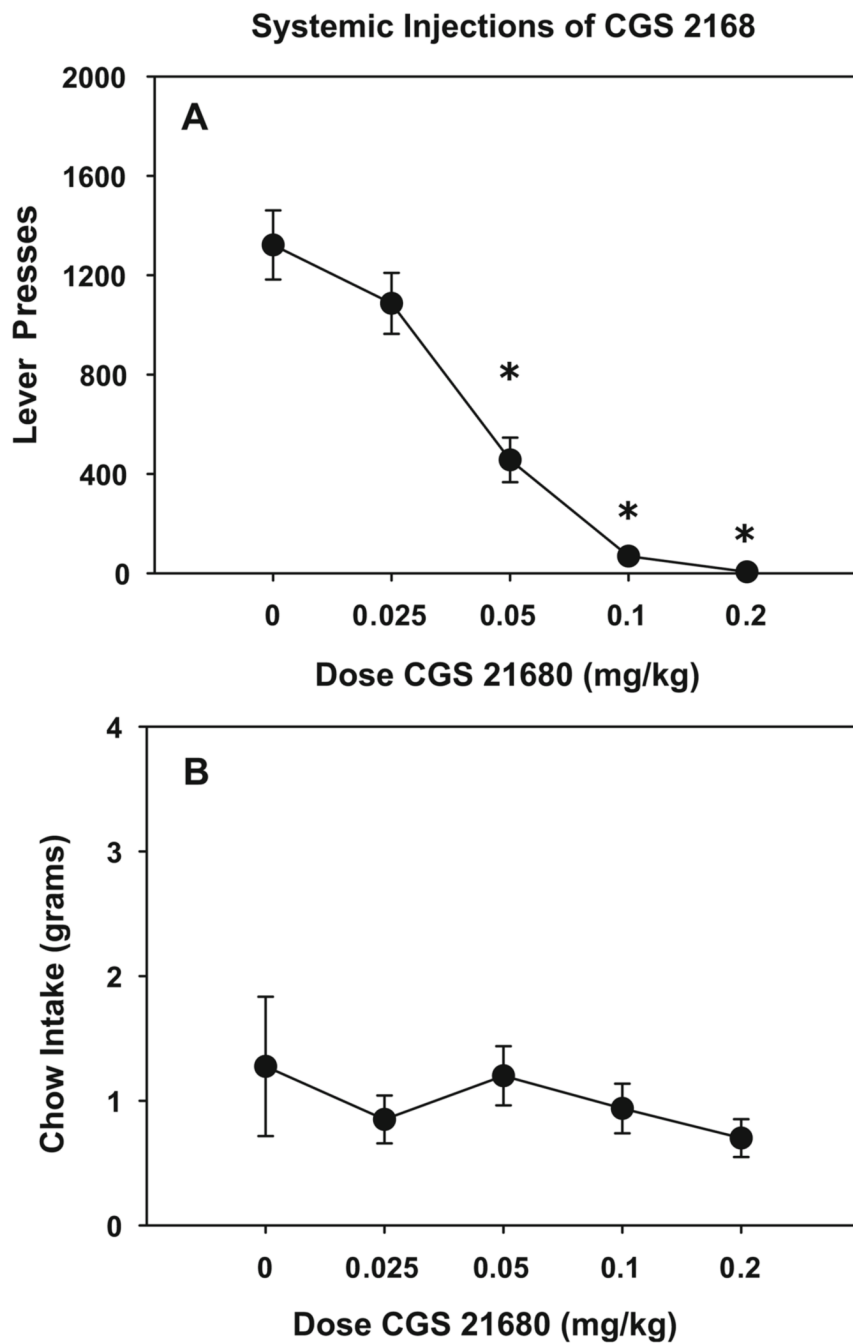 Systemic Injections of CGS 2168
A
2000
1600
1200
800
400
0
Lever Presses
*
*
*
0 0.025 0.05 0.1 0.2
Dose CGS 21680 (mg/kg)
B
4
3
2
1
0
Chow Intake (grams)
0 0.025 0.05 0.1 0.2
Dose CGS 21680 (mg/kg)